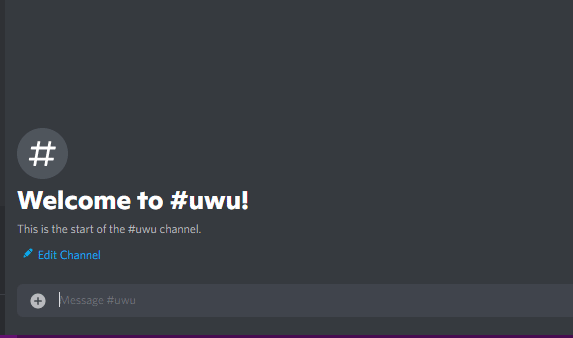 #
Welcome to #uwu!
This is the start of the #uwu channel.
Edit Channel
Message #uwu